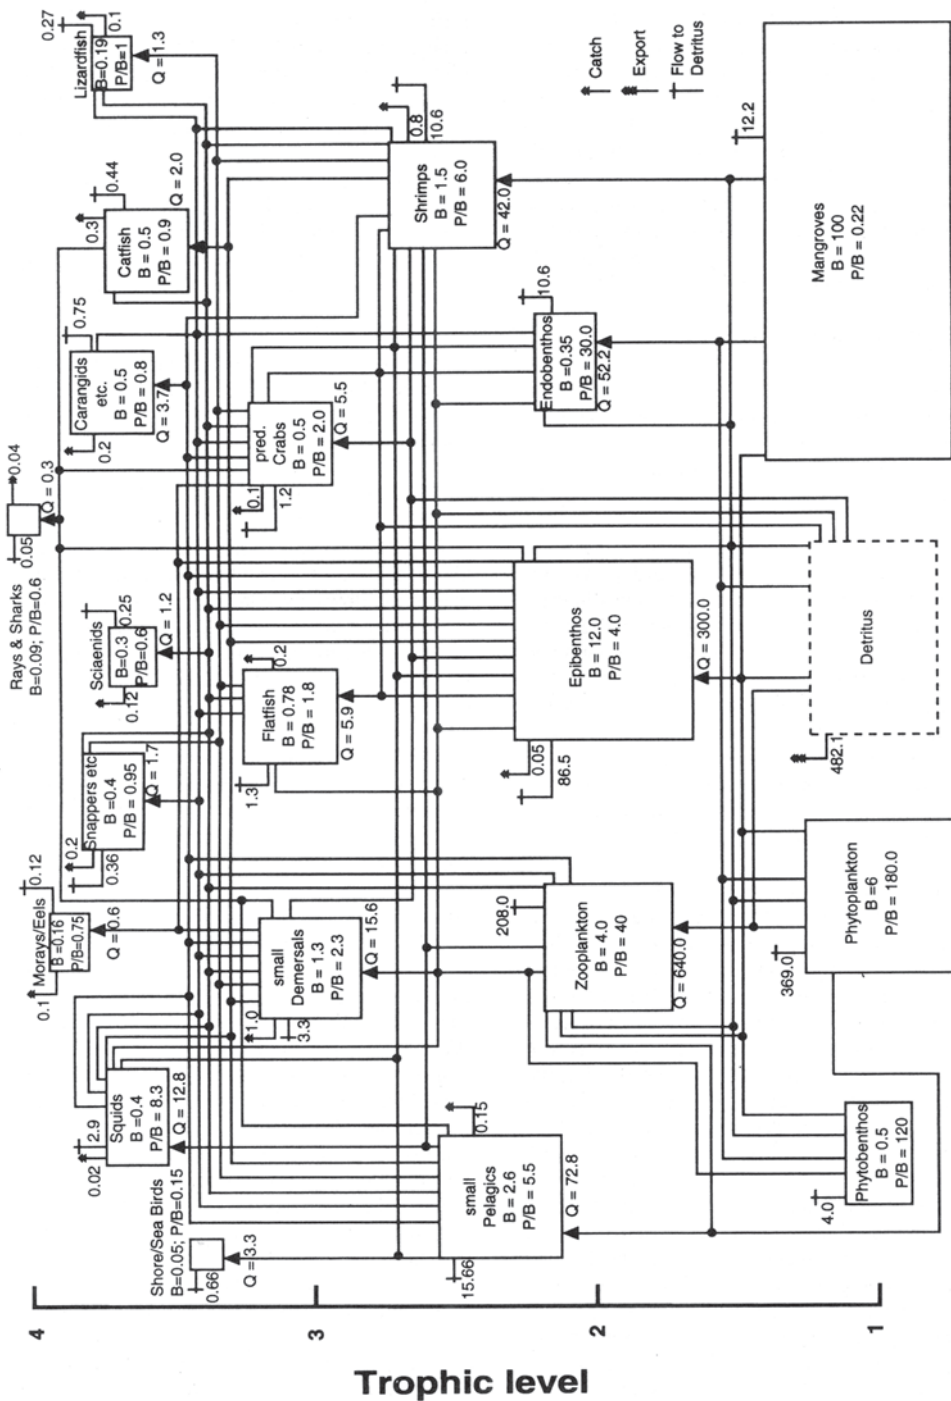 Trophic level
4
3
2
1
Shore/Sea Birds
B=0.05; P/B=0.15
0.66
Q=3.3
0.02
2.9
Squids
B=0.4
P/B = 8.3
Q = 12.8
0.1
Morays/Eels
0.12
B=0.16
P/B=0.75
Q=0.6
0.2
0.36
Snappers etc
B =0.4
P/B = 0.95
Q=1.7
Sciaenids
0.25
B=0.3
P/B=0.6
0.12
Q=1.2
Rays & Sharks
B=0.09; P/B=0.6
0.05
0.04
Q=0.3
Carangids
etc.
B = 0.5
P/B = 0.8
0.75
0.2
Q=3.7
Catfish
B = 0.5
P/B = 0.9
0.3
0.44
Q = 2.0
Lizardfish
B=0.19
P/B=1
0.27
0.1
Q=1.3
small
Demersals
B = 1.3
P/B = 2.3
1.0
3.3
Q=15.6
Flatfish
B = 0.78
P/B = 1.8
0.2
1.3
Q=5.9
pred.
Crabs
B = 0.5
P/B = 2.0
0.1
1.2
Q=5.5
Shrimps
B = 1.5
P/B = 6.0
0.8
10.6
Q=42.0
Catch
Export
Flow to
Detritus
small
Pelagics
B = 2.6
P/B = 5.5
0.15
15.66
Q = 72.8
Zooplankton
B = 4.0
P/B = 40
208.0
Q=640.0
Epibenthos
B = 12.0
P/B = 4.0
0.05
86.5
Q = 300.0
Endobenthos
B =0.35
P/B = 30.0
10.6
Q=52.2
Phytobenthos
B = 0.5
P/B = 120
4.0
Phytoplankton
B =6
P/B = 180.0
369.0
Detritus
482.1
Mangroves
B = 100
P/B = 0.22
12.2